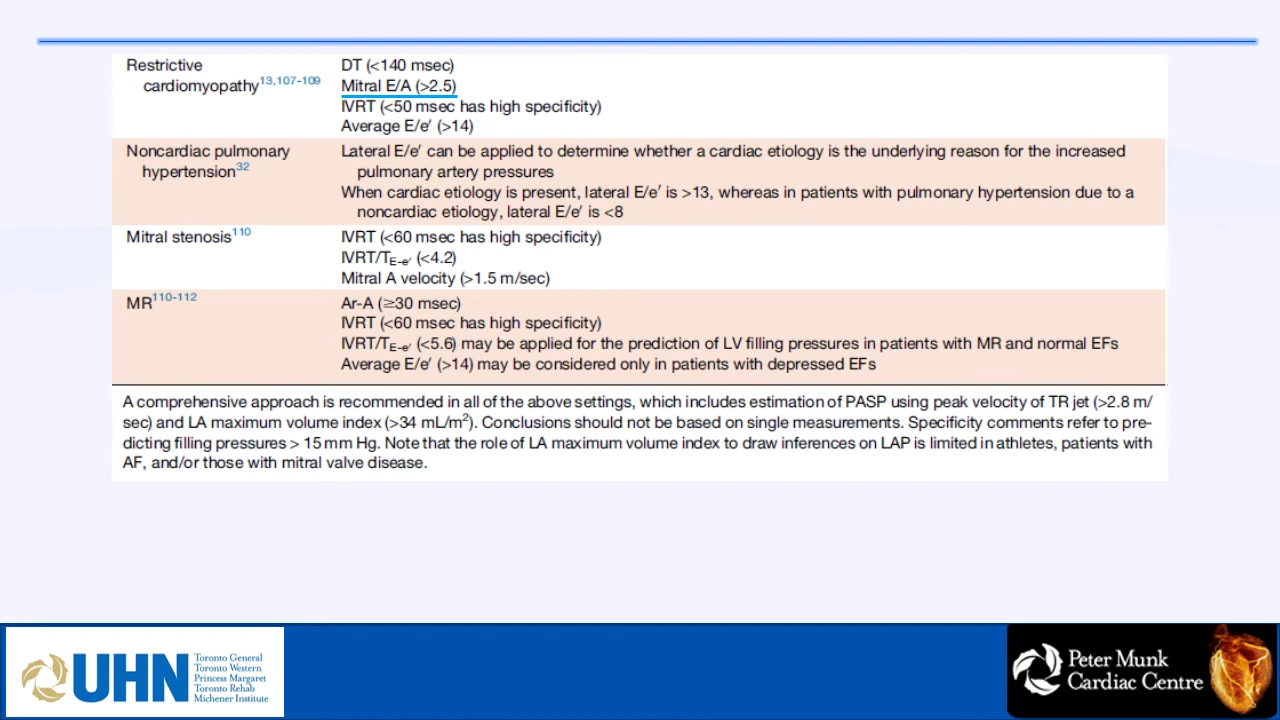 Restrictive DT (<140 msec)
cardiomyopathy13,107-109 Mitral E/A (>2.5)
IVRT (<50 msec has high specificity)
Average E/e′ (>14)
Noncardiac pulmonary Lateral E/e′ can be applied to determine whether a cardiac etiology is the underlying reason for the increased
hypertension32 pulmonary artery pressures
When cardiac etiology is present, lateral E/e′ is >13, whereas in patients with pulmonary hypertension due to a
noncardiac etiology, lateral E/e′ is <8
Mitral stenosis110 IVRT (<60 msec has high specificity)
IVRT/TE-e′ (<4.2)
Mitral A velocity (>1.5 m/sec)
MR110-112 Ar-A (≥30 msec)
IVRT (<60 msec has high specificity)
IVRT/TE-e′ (<5.6) may be applied for the prediction of LV filling pressures in patients with MR and normal EFs
Average E/e′ (>14) may be considered only in patients with depressed EFs
A comprehensive approach is recommended in all of the above settings, which includes estimation of PASP using peak velocity of TR jet (>2.8 m/
sec) and LA maximum volume index (>34 mL/m2). Conclusions should not be based on single measurements. Specificity comments refer to pre-
dicting filling pressures > 15 mm Hg. Note that the role of LA maximum volume index to draw inferences on LAP is limited in athletes, patients with
AF, and/or those with mitral valve disease.
UHN
Toronto General
Toronto Western
Princess Margaret
Toronto Rehab
Michener Institute
Peter Munk
Cardiac Centre